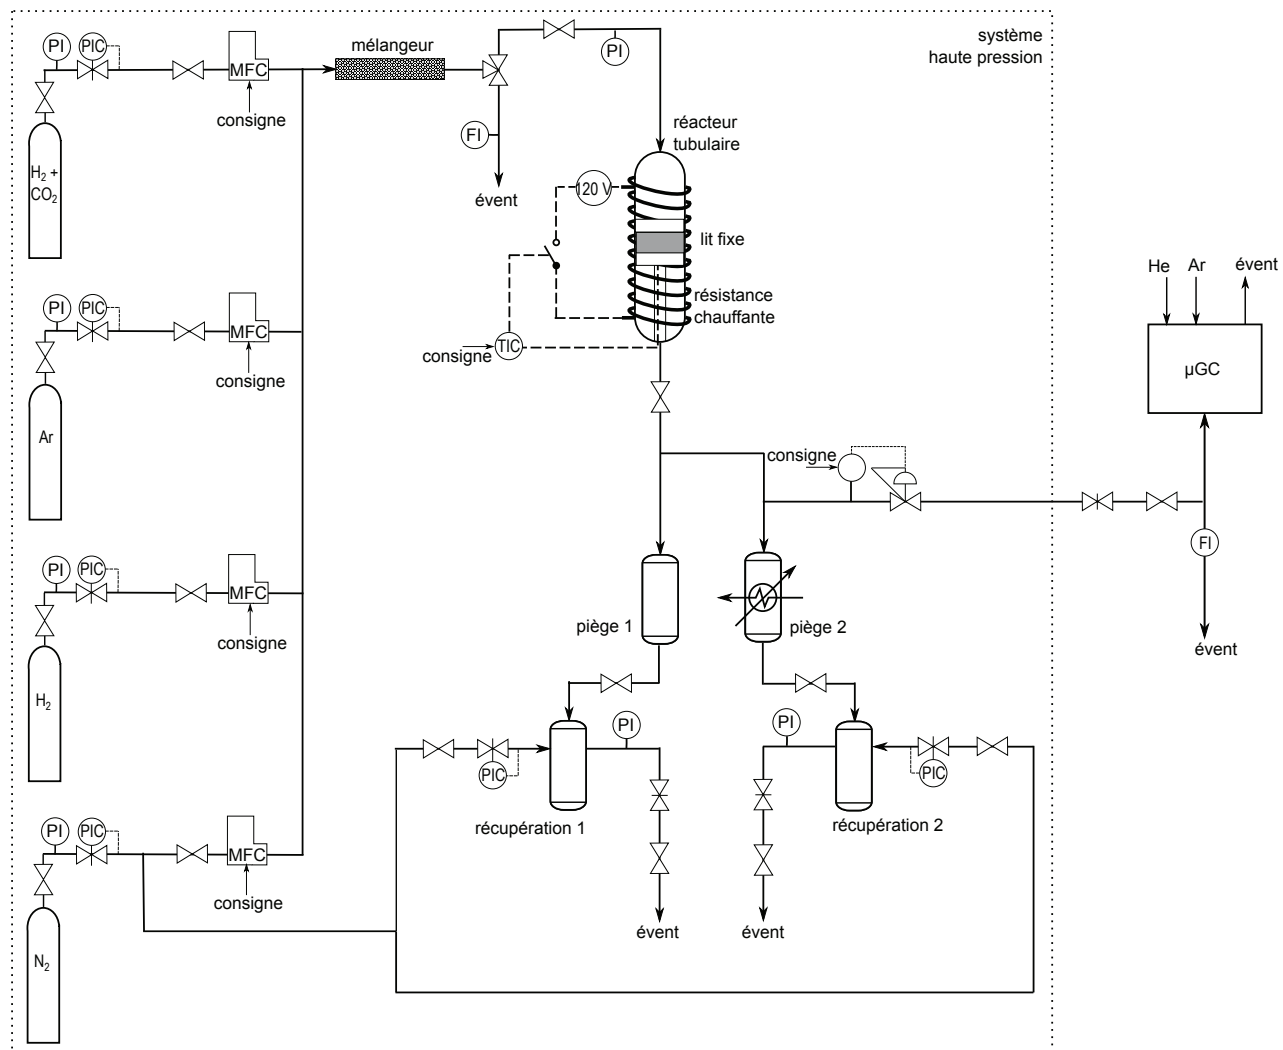 système
haute pression
PI
PIC
MFC
consigne
H2 +
CO2
mélangeur
PI
FI
évent
réacteur
tubulaire
120 V
lit fixe
résistance
chauffante
consigne
TIC
PI
PIC
MFC
consigne
Ar
He
Ar
évent
µGC
consigne
FI
évent
PI
PIC
MFC
consigne
H2
piège 1
piège 2
PI
PIC
récupération 1
évent
PI
PIC
récupération 2
évent
PI
PIC
MFC
consigne
N2